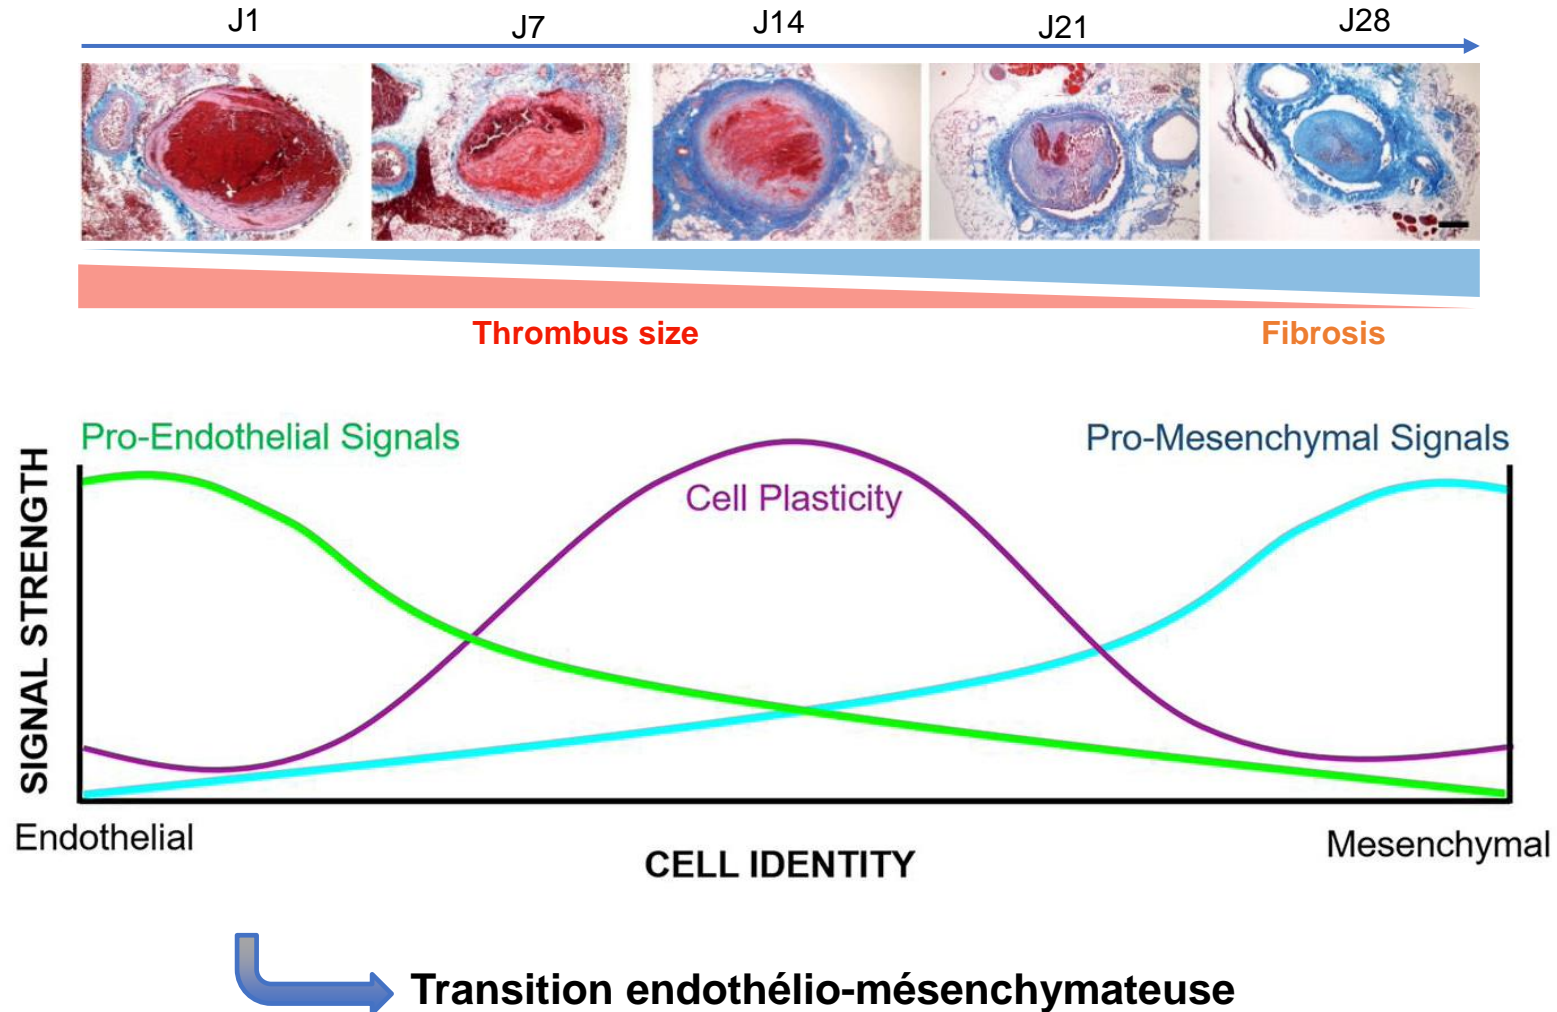 J1
J7
J14
J21
J28
Thrombus size
Fibrosis
Pro-Endothelial Signals
Pro-Mesenchymal Signals
Cell Plasticity
SIGNAL STRENGTH
Endothelial
Mesenchymal
CELL IDENTITY
Transition endothélio-mésenchymateuse